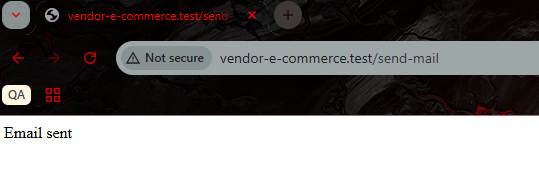 vendor-e-commerce.test/send-
Not secure
vendor-e-commerce.test/send-mail
QA
Email sent